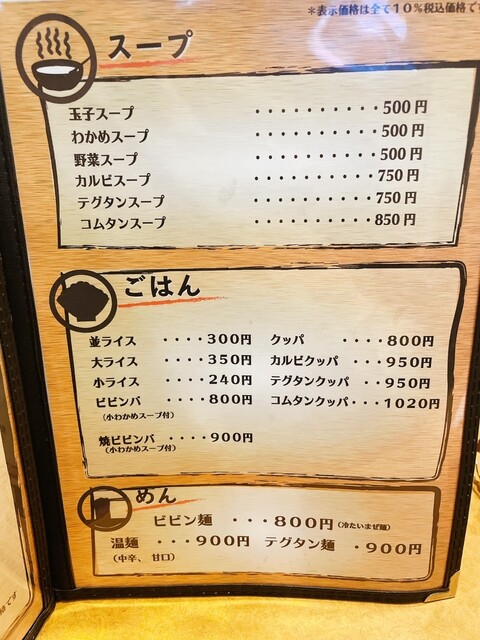 *表示価格は全て10%税込価格です
スープ
玉子スープ ・・・・・・・・・・ 500円
わかめスープ ・・・・・・・・・・ 500円
野菜スープ ・・・・・・・・・・ 500円
カルビスープ ・・・・・・・・・・ 750円
テグタンスープ ・・・・・・・・・・ 750円
コムタンスープ ・・・・・・・・・・ 850円
ごはん
並ライス ・・・・300円 クッパ ・・・・800円
大ライス ・・・・350円 カルビクッパ ・・・950円
小ライス ・・・・240円 テグタンクッパ ・・950円
ビビンバ ・・・・800円 コムタンクッパ・・・1020円
(小わかめスープ付)
焼ビビンバ ・・・・900円
(小わかめスープ付)
めん
ビビン麺 ・・・800円(冷たいまぜ麺)
温麺 ・・・900円 テグタン麺 ・900円
(中辛、甘口)